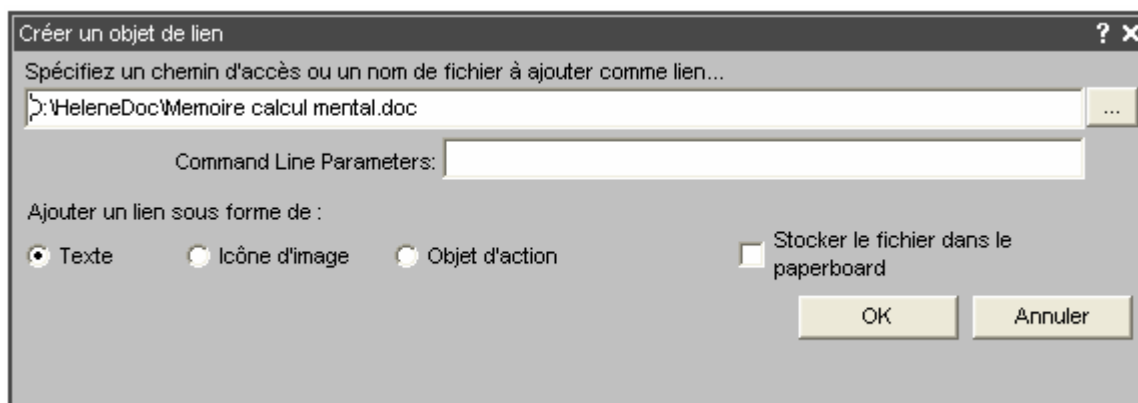 Créer un objet de lien ? ×
Spécifiez un chemin d'accès ou un nom de fichier à ajouter comme lien...
D:\HeleneDoc\Memoire calcul mental.doc ...
Command Line Parameters:
Ajouter un lien sous forme de :
Texte Icône d'image Objet d'action Stocker le fichier dans le
paperboard
OK Annuler